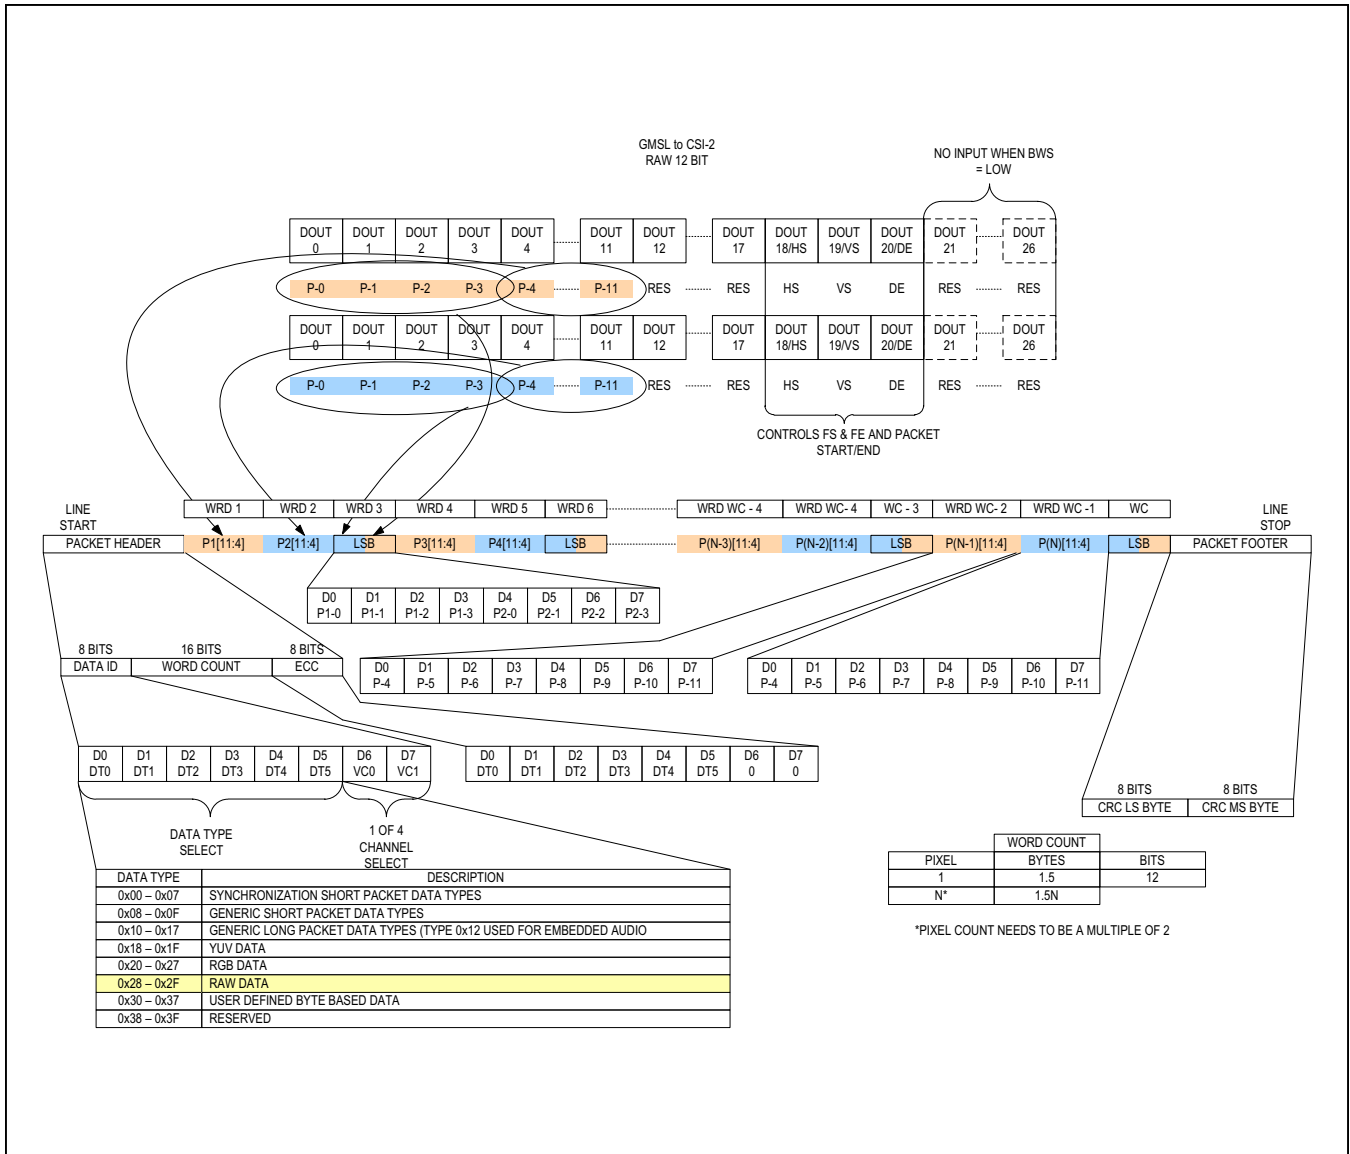 GMSL to CSI-2
RAW 12 BIT
NO INPUT WHEN BWS
= LOW
DOUT DOUT DOUT DOUT DOUT DOUT DOUT DOUT DOUT DOUT DOUT DOUT DOUT
0 1 2 3 4 11 12 17 18/HS 19/VS 20/DE 21 26
P-0 P-1 P-2 P-3 P-4 P-11 RES RES HS VS DE RES RES
DOUT DOUT DOUT DOUT DOUT DOUT DOUT DOUT DOUT DOUT DOUT DOUT DOUT
0 1 2 3 4 11 12 17 18/HS 19/VS 20/DE 21 26
P-0 P-1 P-2 P-3 P-4 P-11 RES RES HS VS DE RES RES
CONTROLS FS & FE AND PACKET
START/END
LINE
START
WRD 1 WRD 2 WRD 3 WRD 4 WRD 5 WRD 6 WRD WC - 4 WRD WC- 4 WC - 3 WRD WC- 2 WRD WC -1 WC
LINE
STOP
PACKET HEADER P1[11:4] P2[11:4] LSB P3[11:4] P4[11:4] LSB P(N-3)[11:4] P(N-2)[11:4] LSB P(N-1)[11:4] P(N)[11:4] LSB PACKET FOOTER
D0 D1 D2 D3 D4 D5 D6 D7
P1-0 P1-1 P1-2 P1-3 P2-0 P2-1 P2-2 P2-3
8 BITS 16 BITS 8 BITS
DATA ID WORD COUNT ECC
D0 D1 D2 D3 D4 D5 D6 D7
P-4 P-5 P-6 P-7 P-8 P-9 P-10 P-11
D0 D1 D2 D3 D4 D5 D6 D7
P-4 P-5 P-6 P-7 P-8 P-9 P-10 P-11
D0 D1 D2 D3 D4 D5 D6 D7
DT0 DT1 DT2 DT3 DT4 DT5 VC0 VC1
D0 D1 D2 D3 D4 D5 D6 D7
DT0 DT1 DT2 DT3 DT4 DT5 0 0
8 BITS 8 BITS
CRC LS BYTE CRC MS BYTE
DATA TYPE
SELECT
1 OF 4
CHANNEL
SELECT
DATA TYPE DESCRIPTION
0x00 – 0x07 SYNCHRONIZATION SHORT PACKET DATA TYPES
0x08 – 0x0F GENERIC SHORT PACKET DATA TYPES
0x10 – 0x17 GENERIC LONG PACKET DATA TYPES (TYPE 0x12 USED FOR EMBEDDED AUDIO
0x18 – 0x1F YUV DATA
0x20 – 0x27 RGB DATA
0x28 – 0x2F RAW DATA
0x30 – 0x37 USER DEFINED BYTE BASED DATA
0x38 – 0x3F RESERVED
WORD COUNT
PIXEL BYTES BITS
1 1.5 12
N* 1.5N
*PIXEL COUNT NEEDS TO BE A MULTIPLE OF 2